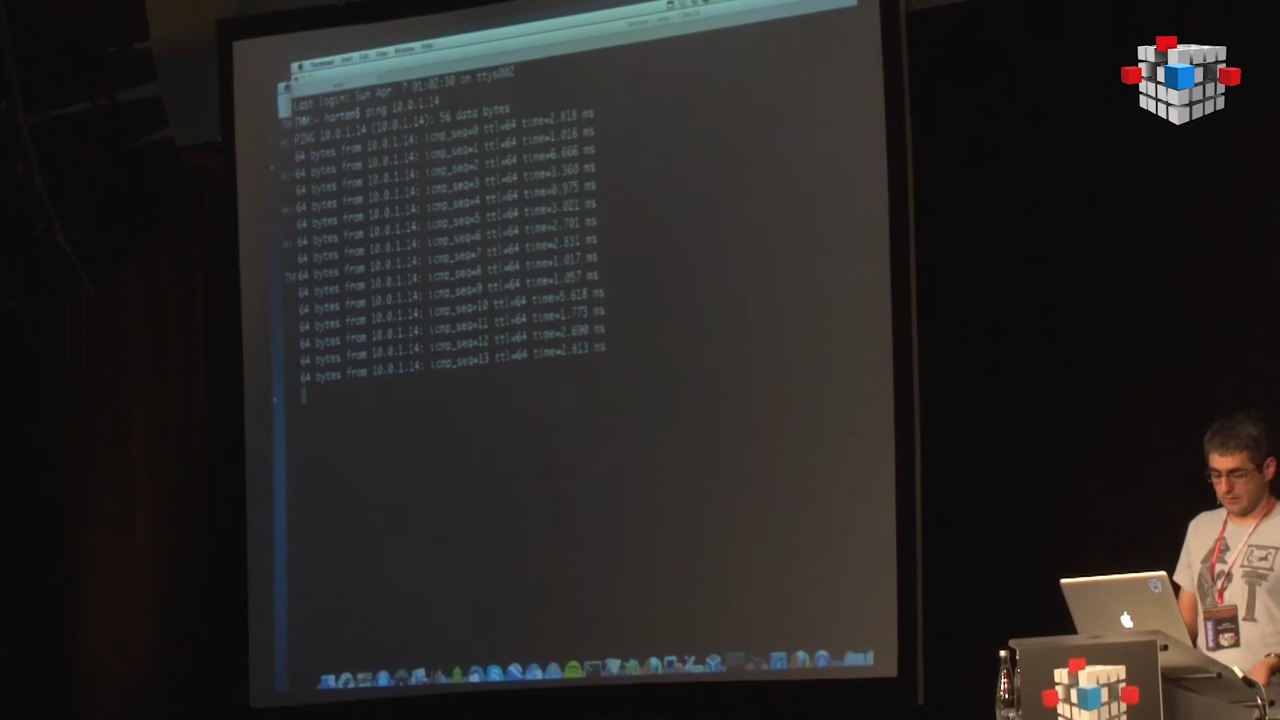 Terminal Shell Edit View Window Help
Last login: Sun Apr 7 01:02:30 on ttys002
ping 10.0.1.14
PING 10.0.1.14 (10.0.1.14): 56 data bytes
64 bytes from 10.0.1.14: icmp_seq=0 ttl=64 time=2.818 ms
64 bytes from 10.0.1.14: icmp_seq=1 ttl=64 time=1.016 ms
64 bytes from 10.0.1.14: icmp_seq=2 ttl=64 time=6.666 ms
64 bytes from 10.0.1.14: icmp_seq=3 ttl=64 time=3.360 ms
64 bytes from 10.0.1.14: icmp_seq=4 ttl=64 time=0.975 ms
64 bytes from 10.0.1.14: icmp_seq=5 ttl=64 time=3.021 ms
64 bytes from 10.0.1.14: icmp_seq=6 ttl=64 time=2.701 ms
64 bytes from 10.0.1.14: icmp_seq=7 ttl=64 time=2.831 ms
64 bytes from 10.0.1.14: icmp_seq=8 ttl=64 time=1.017 ms
64 bytes from 10.0.1.14: icmp_seq=9 ttl=64 time=1.057 ms
64 bytes from 10.0.1.14: icmp_seq=10 ttl=64 time=5.618 ms
64 bytes from 10.0.1.14: icmp_seq=11 ttl=64 time=1.773 ms
64 bytes from 10.0.1.14: icmp_seq=12 ttl=64 time=2.690 ms
64 bytes from 10.0.1.14: icmp_seq=13 ttl=64 time=2.813 ms